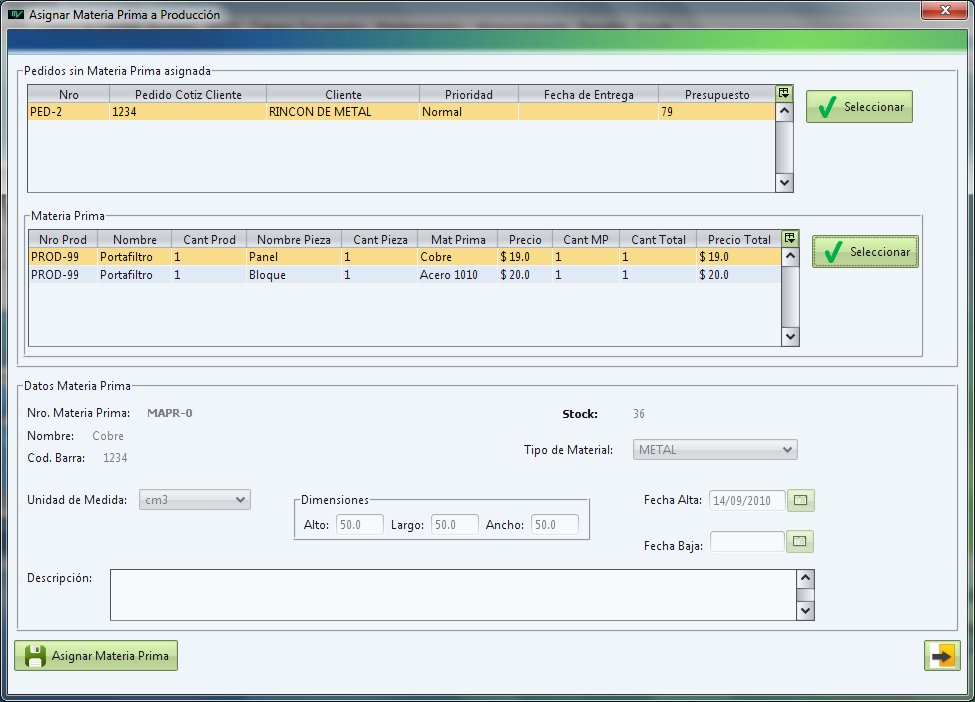 Asignar Materia Prima a Producción
Pedidos sin Materia Prima asignada
Nro Pedido Cotiz Cliente Cliente Prioridad Fecha de Entrega Presupuesto
PED-2 1234 RINCON DE METAL Normal 79
Seleccionar
Materia Prima
Nro Prod Nombre Cant Prod Nombre Pieza Cant Pieza Mat Prima Precio Cant MP Cant Total Precio Total
PROD-99 Portafiltro 1 Panel 1 Cobre $ 19.0 1 1 $ 19.0
PROD-99 Portafiltro 1 Bloque 1 Acero 1010 $ 20.0 1 1 $ 20.0
Seleccionar
Datos Materia Prima
Nro. Materia Prima: MAPR-0 Stock: 36
Nombre: Cobre
Cod. Barra: 1234 Tipo de Material: METAL
Unidad de Medida: cm3
Dimensiones
Alto: 50.0 Largo: 50.0 Ancho: 50.0
Fecha Alta: 14/09/2010
Fecha Baja:
Descripción:
Asignar Materia Prima